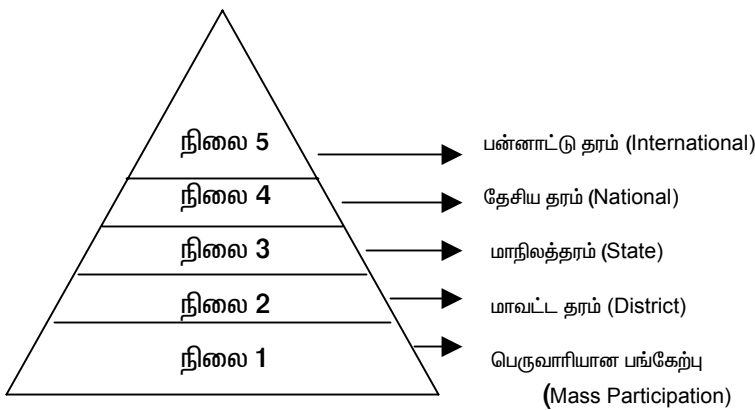 நிலை 5
பன்னாட்டு தரம் (International)
நிலை 4
தேசிய தரம் (National)
நிலை 3
மாநிலத்தரம் (State)
நிலை 2
மாவட்ட தரம் (District)
நிலை 1
பெருவாரியான பங்கேற்பு
(Mass Participation)